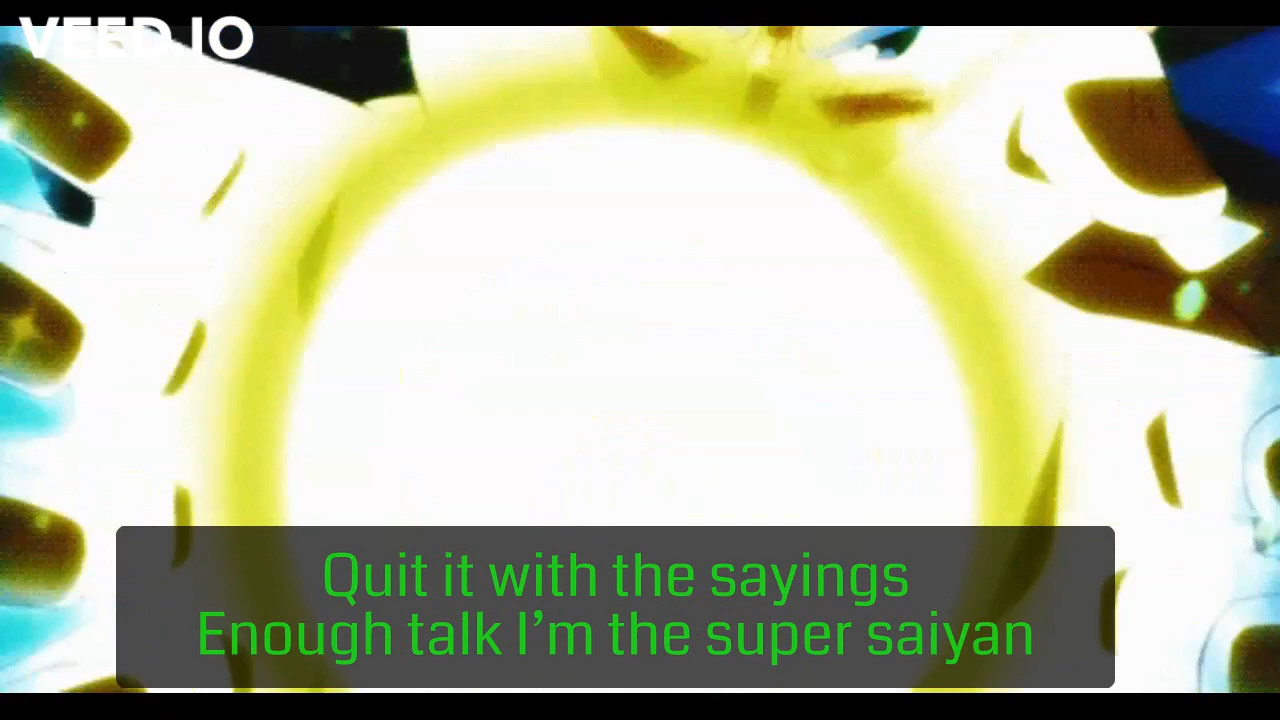 VEED.IO
Quit it with the sayings
Enough talk I’m the super saiyan